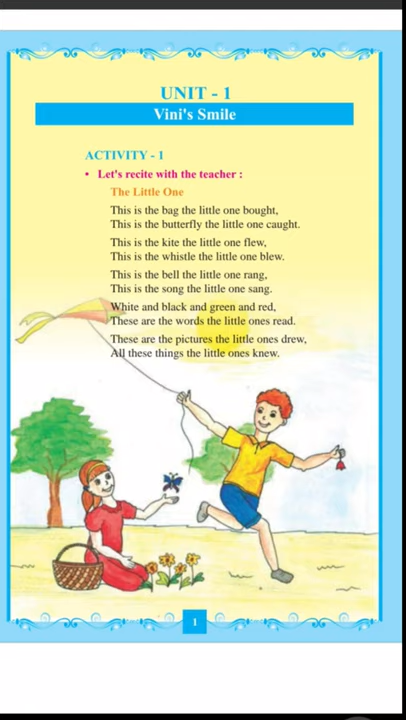 UNIT - 1
Vini's Smile
ACTIVITY - 1
• Let's recite with the teacher :
The Little One
This is the bag the little one bought,
This is the butterfly the little one caught.
This is the kite the little one flew,
This is the whistle the little one blew.
This is the bell the little one rang,
This is the song the little one sang.
White and black and green and red,
These are the words the little ones read.
These are the pictures the little ones drew,
All these things the little ones knew.
1